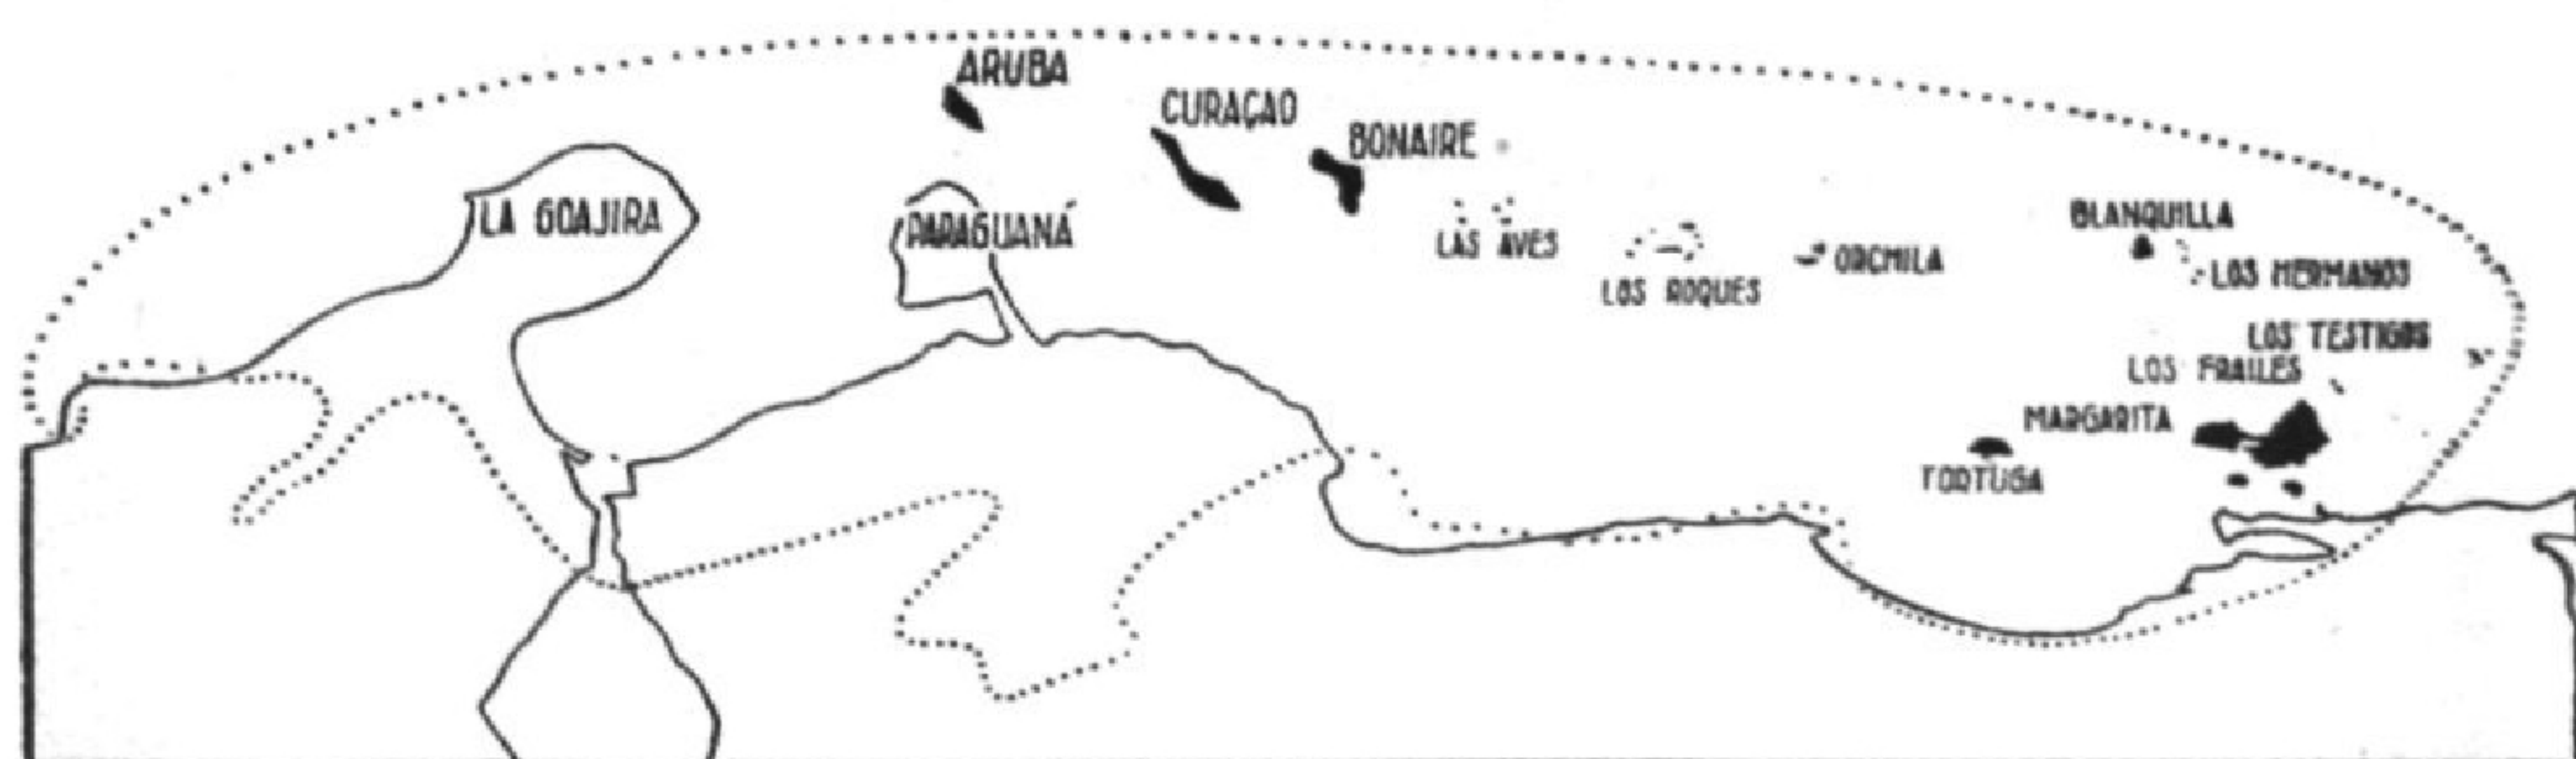 ARUBA
CURAÇAO
BONAIRE
LA GOAJIRA
PARAGUANÁ
LAS AVES
LOS ROQUES
ORCHILA
BLANQUILLA
LOS HERMANOS
LOS TESTIGOS
LOS FRAILES
MARGARITA
TORTUGA